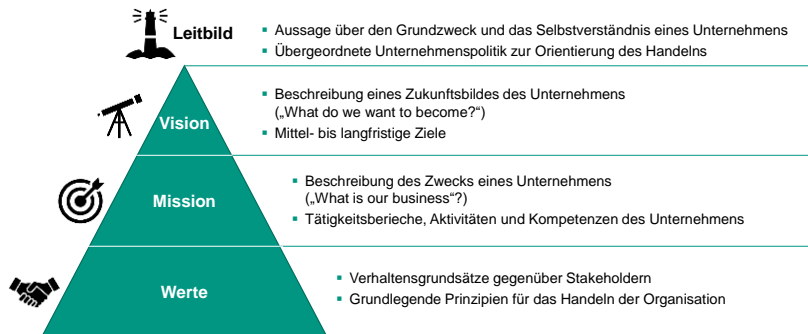 Leitbild
▪ Aussage über den Grundzweck und das Selbstverständnis eines Unternehmens
▪ Übergeordnete Unternehmenspolitik zur Orientierung des Handelns
Vision
▪ Beschreibung eines Zukunftsbildes des Unternehmens
(„What do we want to become?“)
▪ Mittel- bis langfristige Ziele
Mission
▪ Beschreibung des Zwecks eines Unternehmens
(„What is our business“?)
▪ Tätigkeitsberieche, Aktivitäten und Kompetenzen des Unternehmens
Werte
▪ Verhaltensgrundsätze gegenüber Stakeholdern
▪ Grundlegende Prinzipien für das Handeln der Organisation